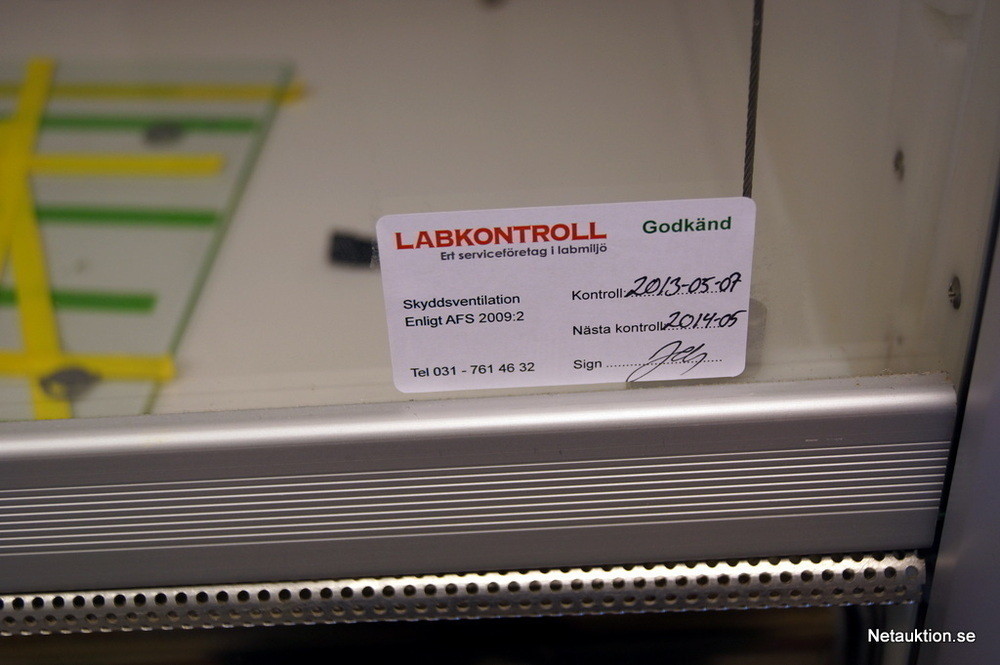 LABKONTROLL
Ert serviceföretag i labmiljö
Godkänd
Skyddsventilation
Enligt AFS 2009:2
Tel 031 - 761 46 32
Kontroll: 2013-05-07
Nästa kontroll: 2014-05
Sign
Netauktion.se